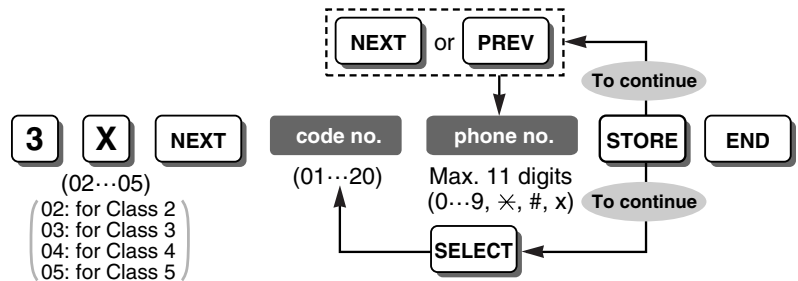 NEXT or PREV
To continue
3 X NEXT code no. phone no. STORE END
(02···05)
02: for Class 2
03: for Class 3
04: for Class 4
05: for Class 5
(01···20)
Max. 11 digits
(0···9, ✳, #, x)
To continue
SELECT